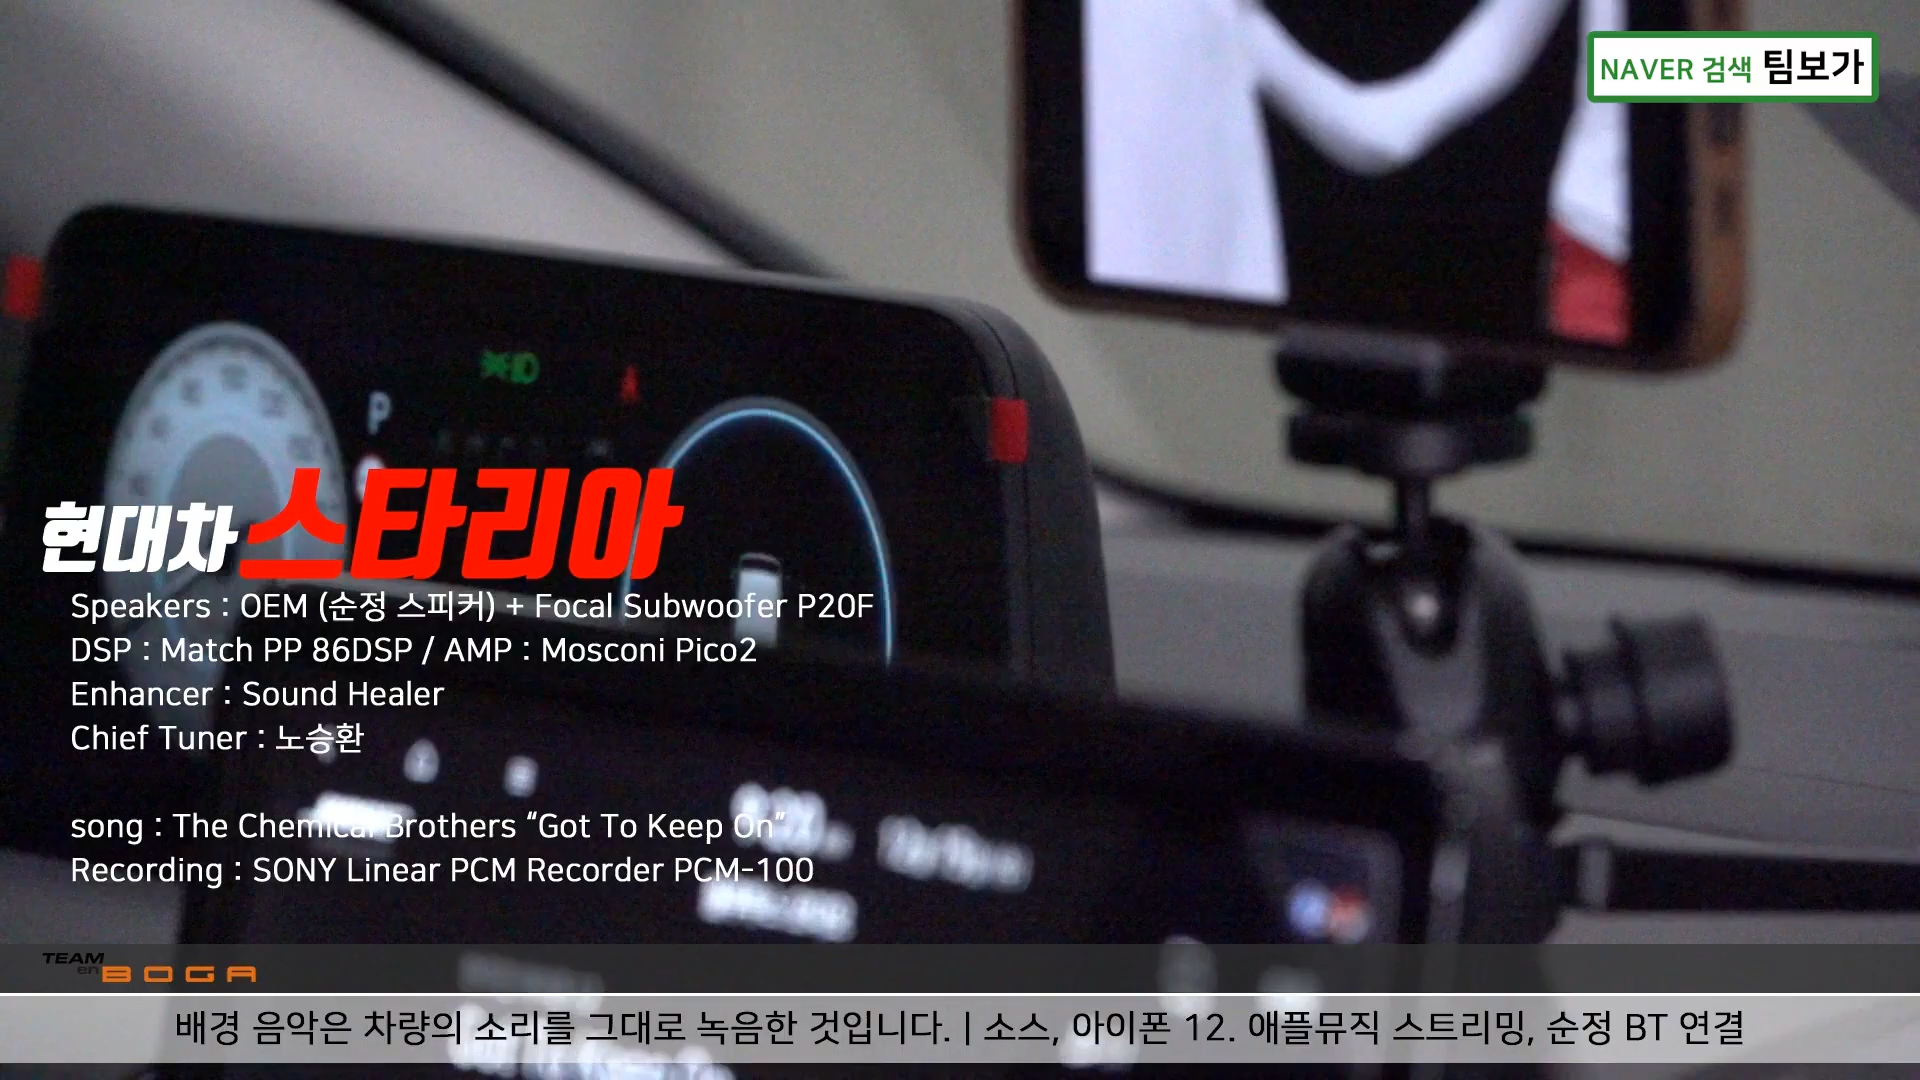 NAVER 검색 팀보가
P
현대차 스타리아
Speakers : OEM (순정 스피커) + Focal Subwoofer P20F
DSP : Match PP 86DSP / AMP : Mosconi Pico2
Enhancer : Sound Healer
Chief Tuner : 노승환
song : The Chemical Brothers “Got To Keep On”
Recording : SONY Linear PCM Recorder PCM-100
TEAM en BOGA
배경 음악은 차량의 소리를 그대로 녹음한 것입니다. | 소스, 아이폰 12. 애플뮤직 스트리밍, 순정 BT 연결